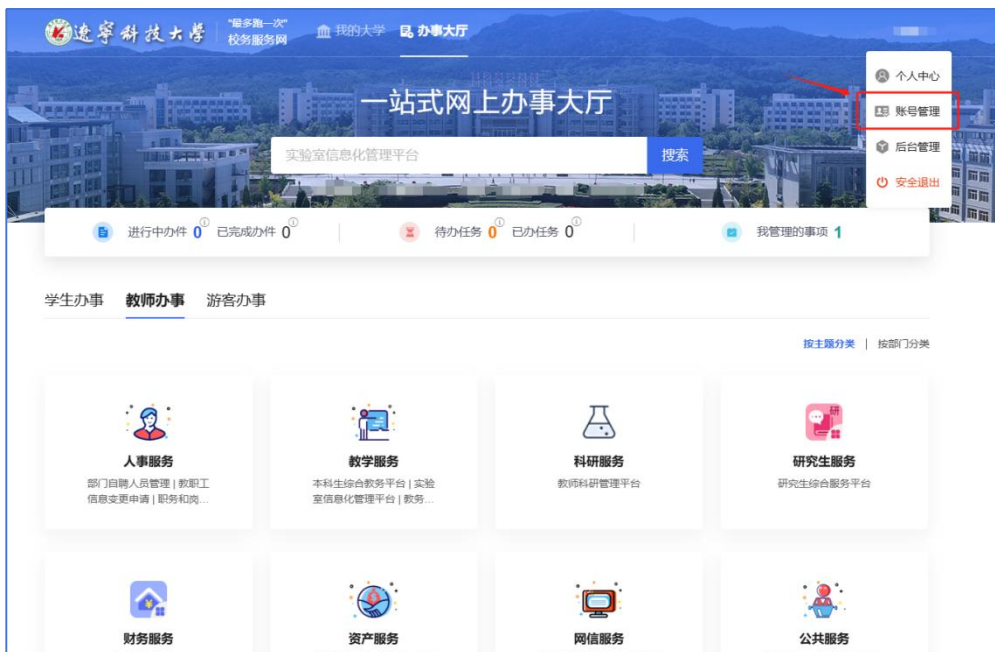 辽宁科技大学
"最多跑一次"
校务服务网
我的大学
办事大厅
个人中心
账号管理
后台管理
安全退出
一站式网上办事大厅
实验室信息化管理平台
搜索
进行中办件 0 已完成办件 0
待办任务 0 已办任务 0
我管理的事项 1
学生办事 教师办事 游客办事
按主题分类 | 按部门分类
人事服务
部门自聘人员管理 | 教职工
信息变更申请 | 职务和岗...
教学服务
本科生综合教务平台 | 实验
室信息化管理平台 | 教务...
科研服务
教师科研管理平台
研
研究生服务
研究生综合服务平台
财务服务
资产服务
网信服务
公共服务